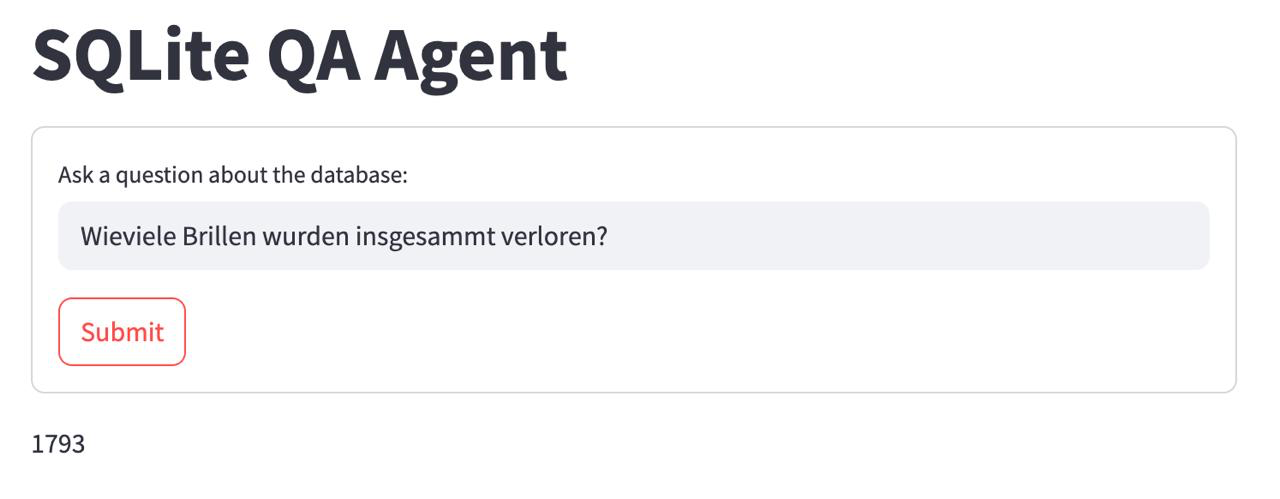 SQLite QA Agent
Ask a question about the database:
Wieviele Brillen wurden insgesammt verloren?
Submit
1793